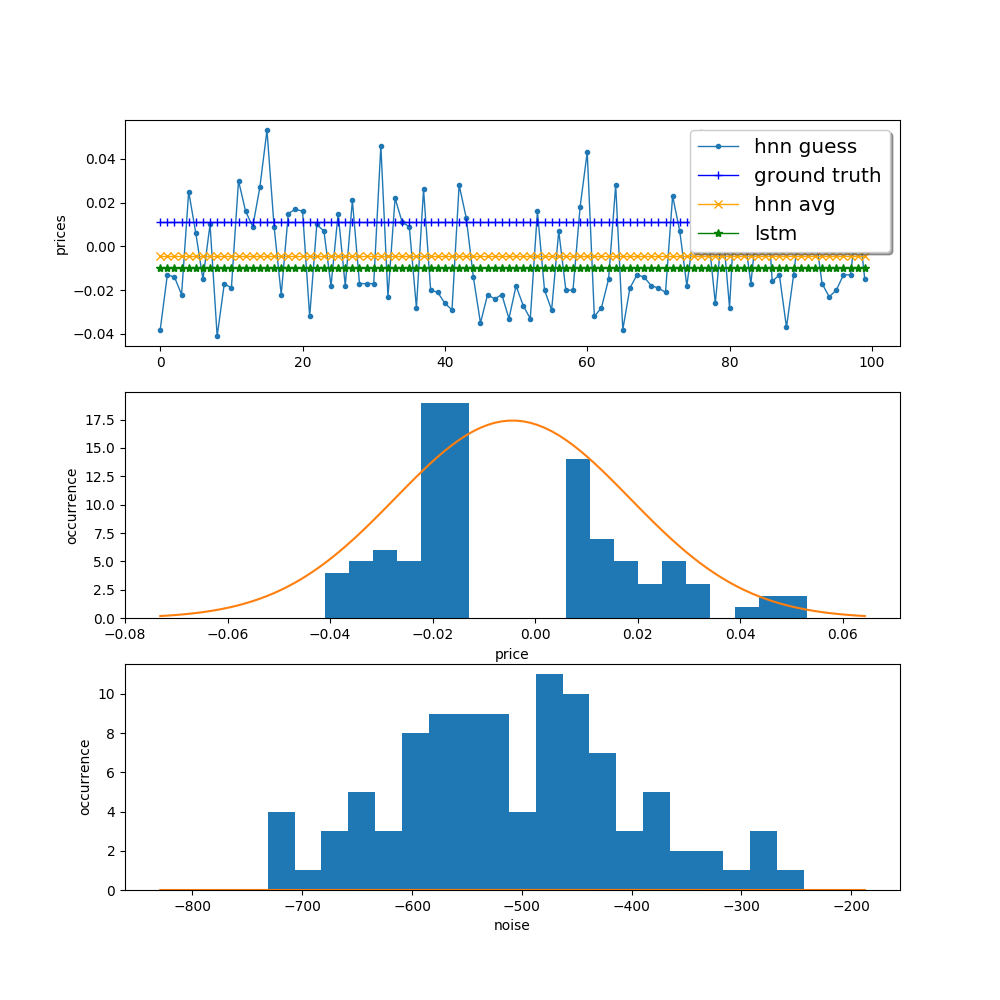 0.04
0.02
0.00
−0.02
−0.04
prices
hnn guess
ground truth
hnn avg
lstm
0 20 40 60 80 100
17.5
15.0
12.5
10.0
7.5
5.0
2.5
0.0
occurrence
−0.08 −0.06 −0.04 −0.02 0.00 0.02 0.04 0.06
price
10
8
6
4
2
0
occurrence
−800 −700 −600 −500 −400 −300 −200
noise